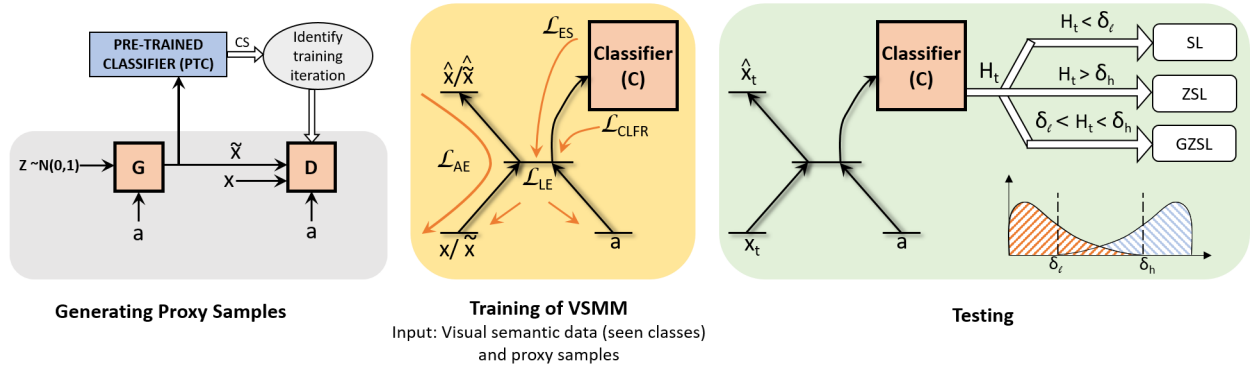 PRE-TRAINED
CLASSIFIER (PTC)
CS
Identify
training
iteration
Z ~N(0,1)
G
x̃
x
D
a
a
Generating Proxy Samples
ℒES
Classifier
(C)
x̂/x̃̂
ℒCLFR
ℒAE
ℒLE
x/ x̃
a
Training of VSMM
Input: Visual semantic data (seen classes)
and proxy samples
Classifier
(C)
x̂t
Ht
Ht < δℓ
SL
Ht > δh
ZSL
δℓ < Ht < δh
GZSL
xt
a
δℓ
δh
Testing